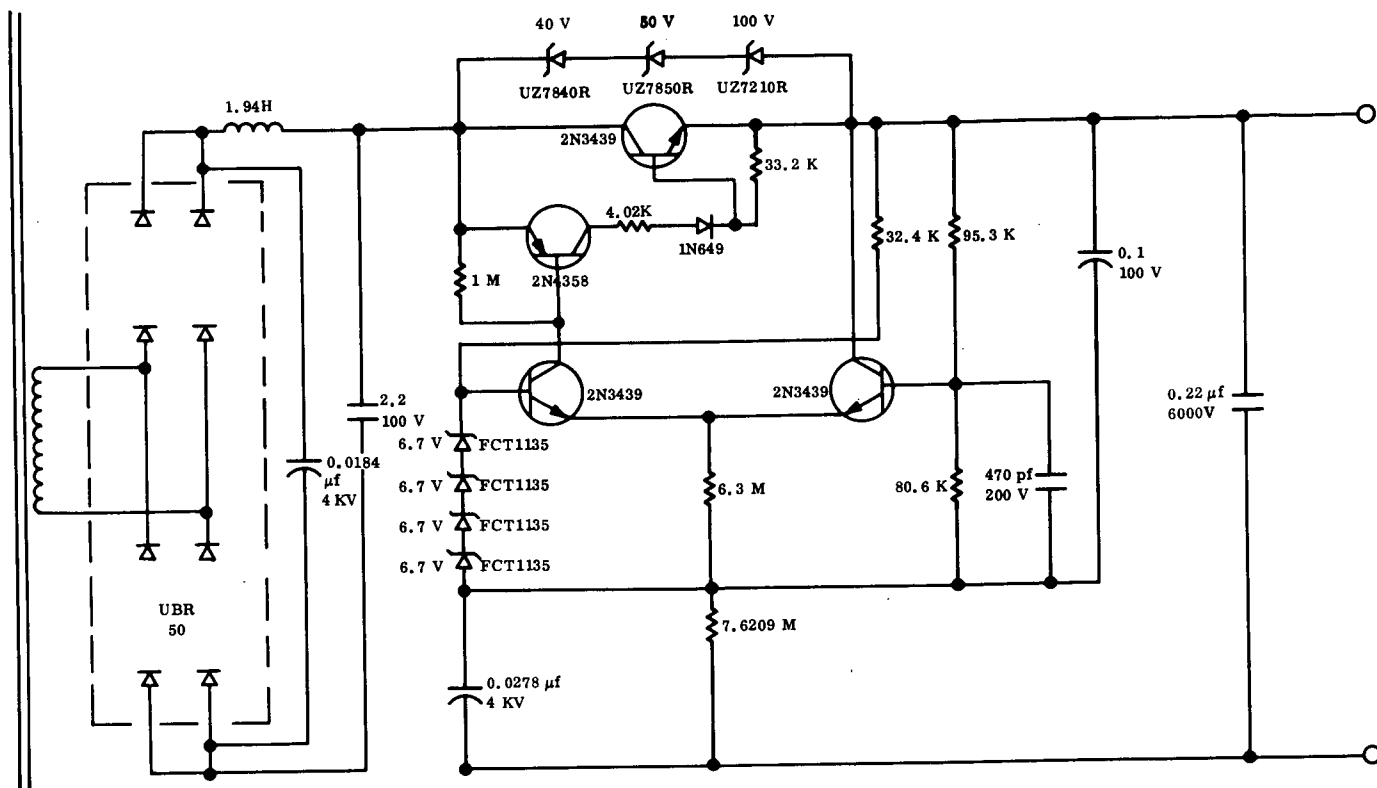 40 V
50 V
100 V
UZ7840R
UZ7850R
UZ7210R
1.94H
2N3439
33.2 K
4.02K
1N649
32.4 K
95.3 K
0.1
100 V
1 M
2N4358
2N3439
2N3439
0.22 μf
6000V
2.2
100 V
6.7 V
FCT1135
0.0184
μf
4 KV
6.7 V
FCT1135
6.3 M
80.6 K
470 pf
200 V
6.7 V
FCT1135
6.7 V
FCT1135
UBR
50
7.6209 M
0.0278 μf
4 KV